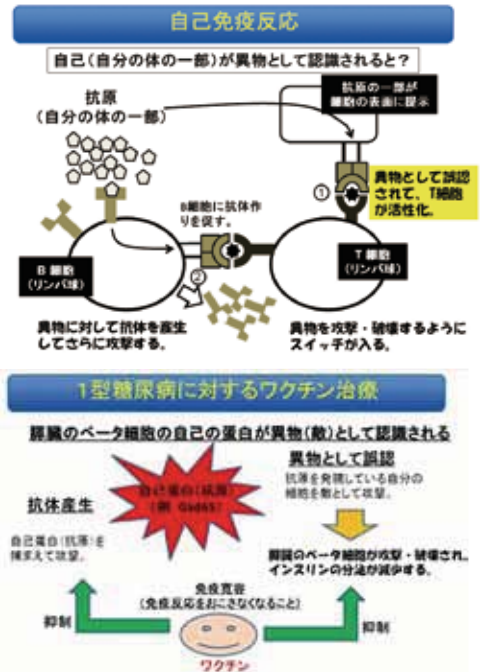 自己免疫反応
自己(自分の体の一部)が異物として認識されると?
抗原
(自分の体の一部)
抗原の一部が
細胞の表面に提示
①
異物として誤認
されて、T細胞
が活性化。
B細胞に抗体作
りを促す。
B 細胞
(リンパ球)
②
T 細胞
(リンパ球)
異物に対して抗体を産生
してさらに攻撃する。
異物を攻撃・破壊するように
スイッチが入る。
1型糖尿病に対するワクチン治療
膵臓のベータ細胞の自己の蛋白が異物(敵)として認識される
異物として誤認
抗原を発現している自分の
細胞を敵として攻撃。
自己蛋白(抗原)
(例 Gad65)
抗体産生
自己蛋白(抗原)を
捕まえて攻撃。
膵臓のベータ細胞が攻撃・破壊され、
インスリンの分泌が減少する。
免疫寛容
(免疫反応をおこさなくなること)
抑制
抑制
ワクチン